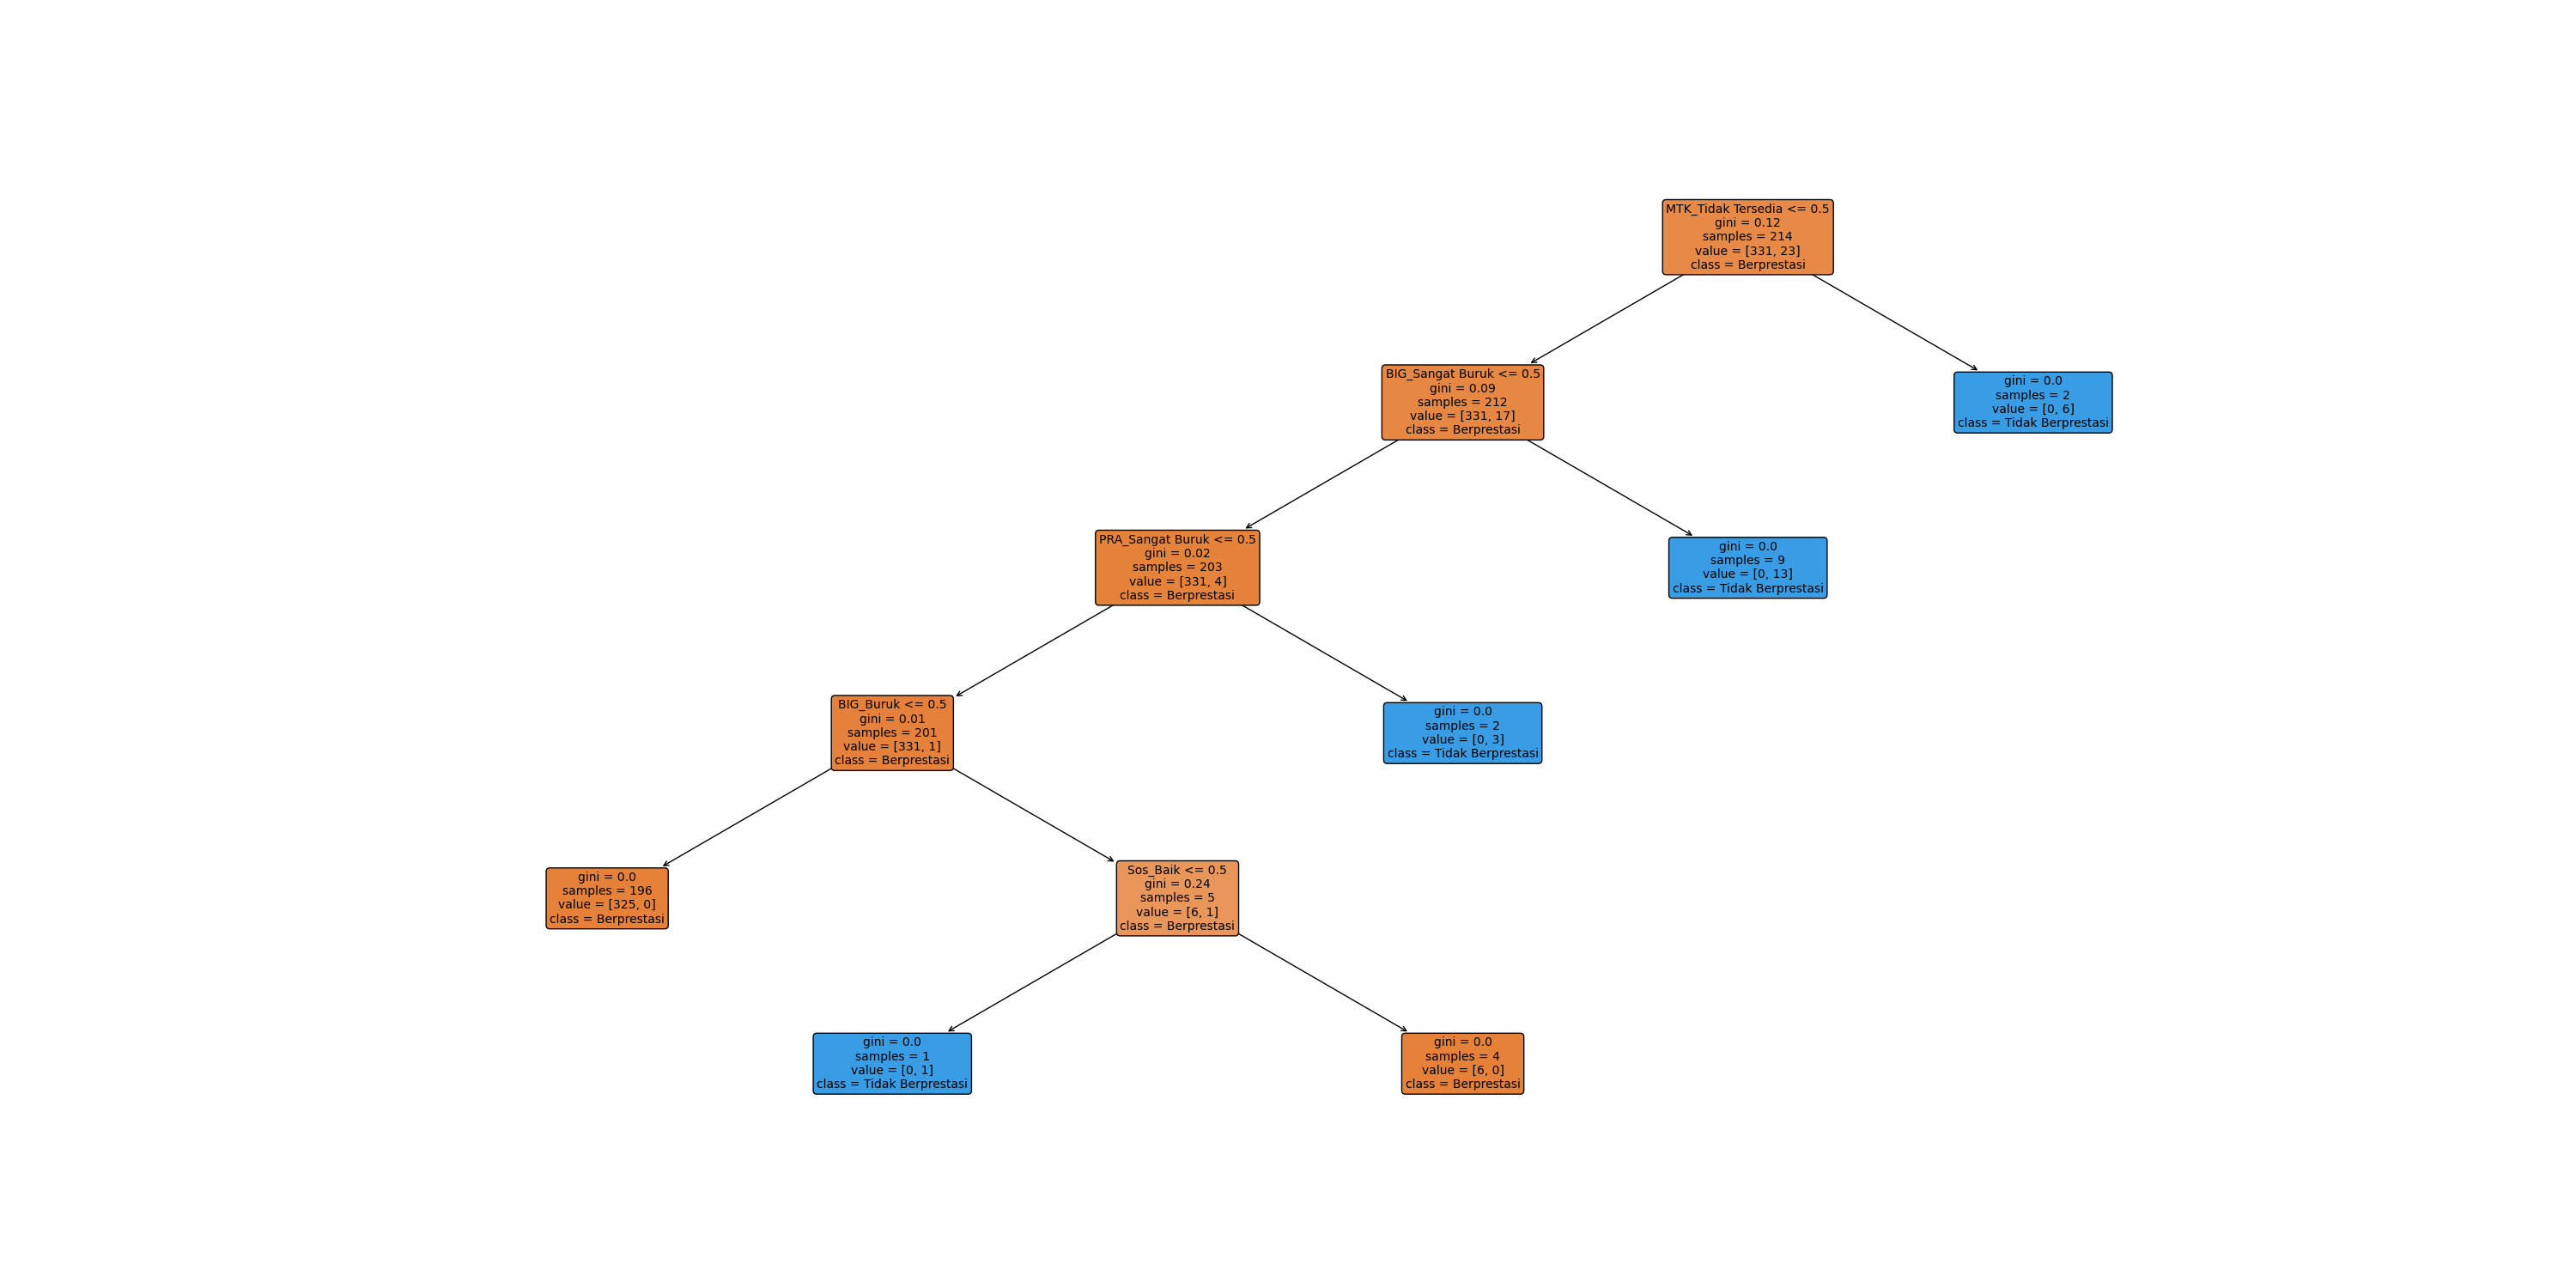 MTK_Tidak Tersedia <= 0.5
gini = 0.12
samples = 214
value = [331, 23]
class = Berprestasi
BIG_Sangat Buruk <= 0.5
gini = 0.09
samples = 212
value = [331, 17]
class = Berprestasi
gini = 0.0
samples = 2
value = [0, 6]
class = Tidak Berprestasi
PRA_Sangat Buruk <= 0.5
gini = 0.02
samples = 203
value = [331, 4]
class = Berprestasi
gini = 0.0
samples = 9
value = [0, 13]
class = Tidak Berprestasi
BIG_Buruk <= 0.5
gini = 0.01
samples = 201
value = [331, 1]
class = Berprestasi
gini = 0.0
samples = 2
value = [0, 3]
class = Tidak Berprestasi
gini = 0.0
samples = 196
value = [325, 0]
class = Berprestasi
Sos_Baik <= 0.5
gini = 0.24
samples = 5
value = [6, 1]
class = Berprestasi
gini = 0.0
samples = 1
value = [0, 1]
class = Tidak Berprestasi
gini = 0.0
samples = 4
value = [6, 0]
class = Berprestasi